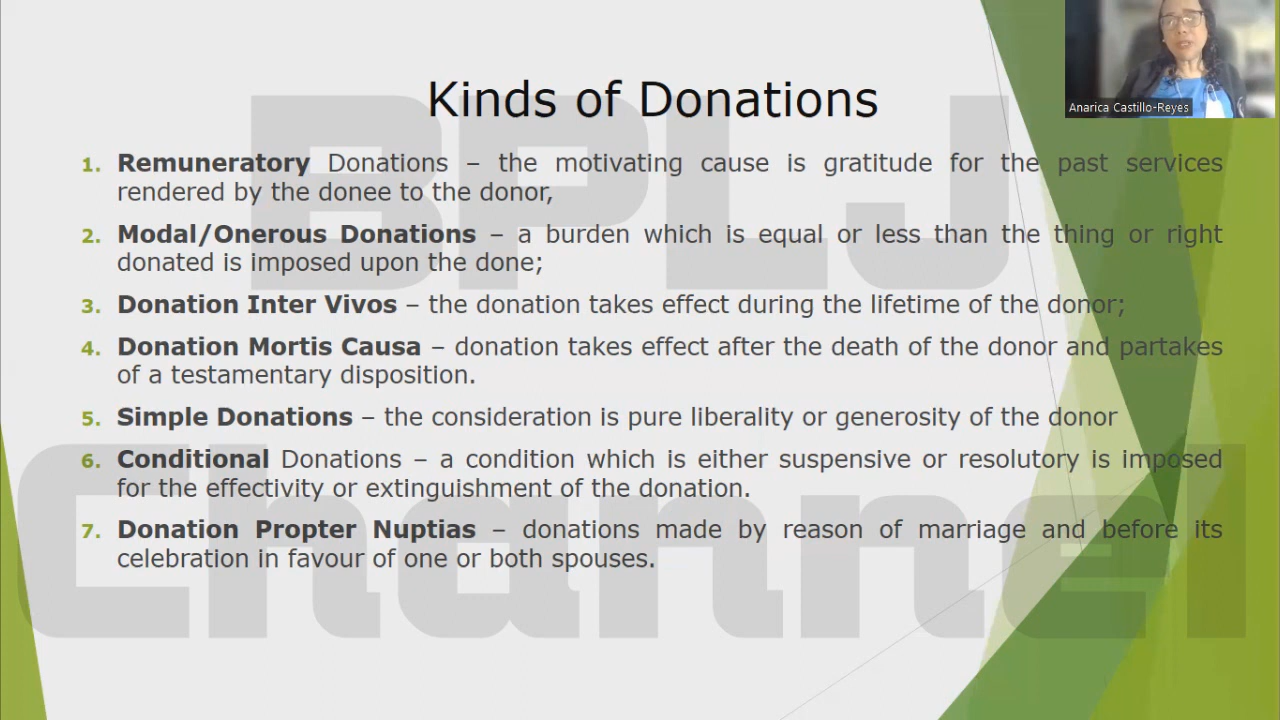 Kinds of Donations
Anarica Castillo-Reyes
1. Remuneratory Donations – the motivating cause is gratitude for the past services
rendered by the donee to the donor,
2. Modal/Onerous Donations – a burden which is equal or less than the thing or right
donated is imposed upon the done;
3. Donation Inter Vivos – the donation takes effect during the lifetime of the donor;
4. Donation Mortis Causa – donation takes effect after the death of the donor and partakes
of a testamentary disposition.
5. Simple Donations – the consideration is pure liberality or generosity of the donor
6. Conditional Donations – a condition which is either suspensive or resolutory is imposed
for the effectivity or extinguishment of the donation.
7. Donation Propter Nuptias – donations made by reason of marriage and before its
celebration in favour of one or both spouses.
BPLJ
Channel